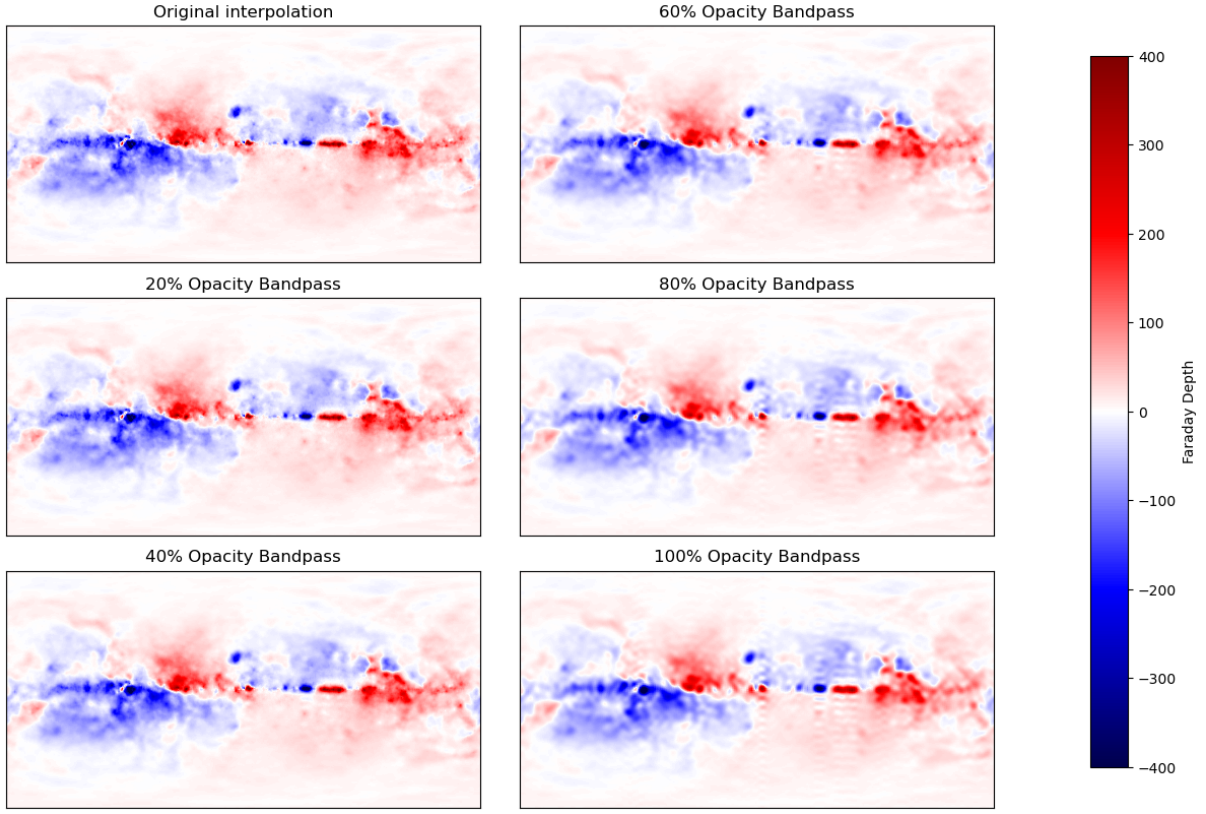 Original interpolation
60% Opacity Bandpass
20% Opacity Bandpass
80% Opacity Bandpass
40% Opacity Bandpass
100% Opacity Bandpass
400
300
200
100
0
−100
−200
−300
−400
Faraday Depth